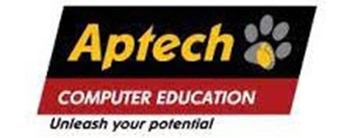 Aptech
COMPUTER EDUCATION
Unleash your potential